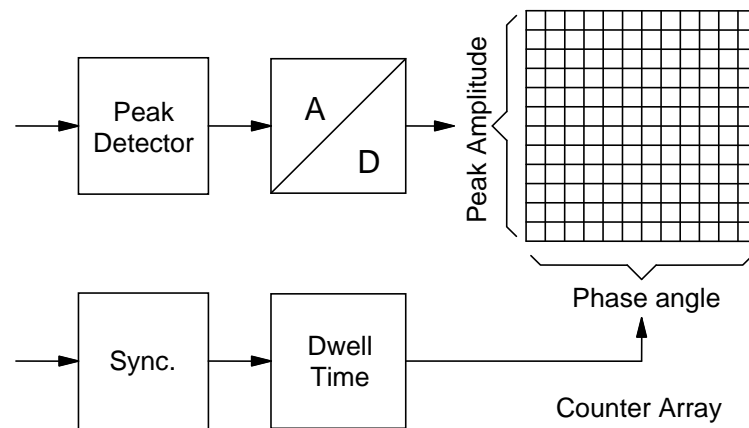 Peak
Detector
A
D
Peak Amplitude
Phase angle
Sync.
Dwell
Time
Counter Array